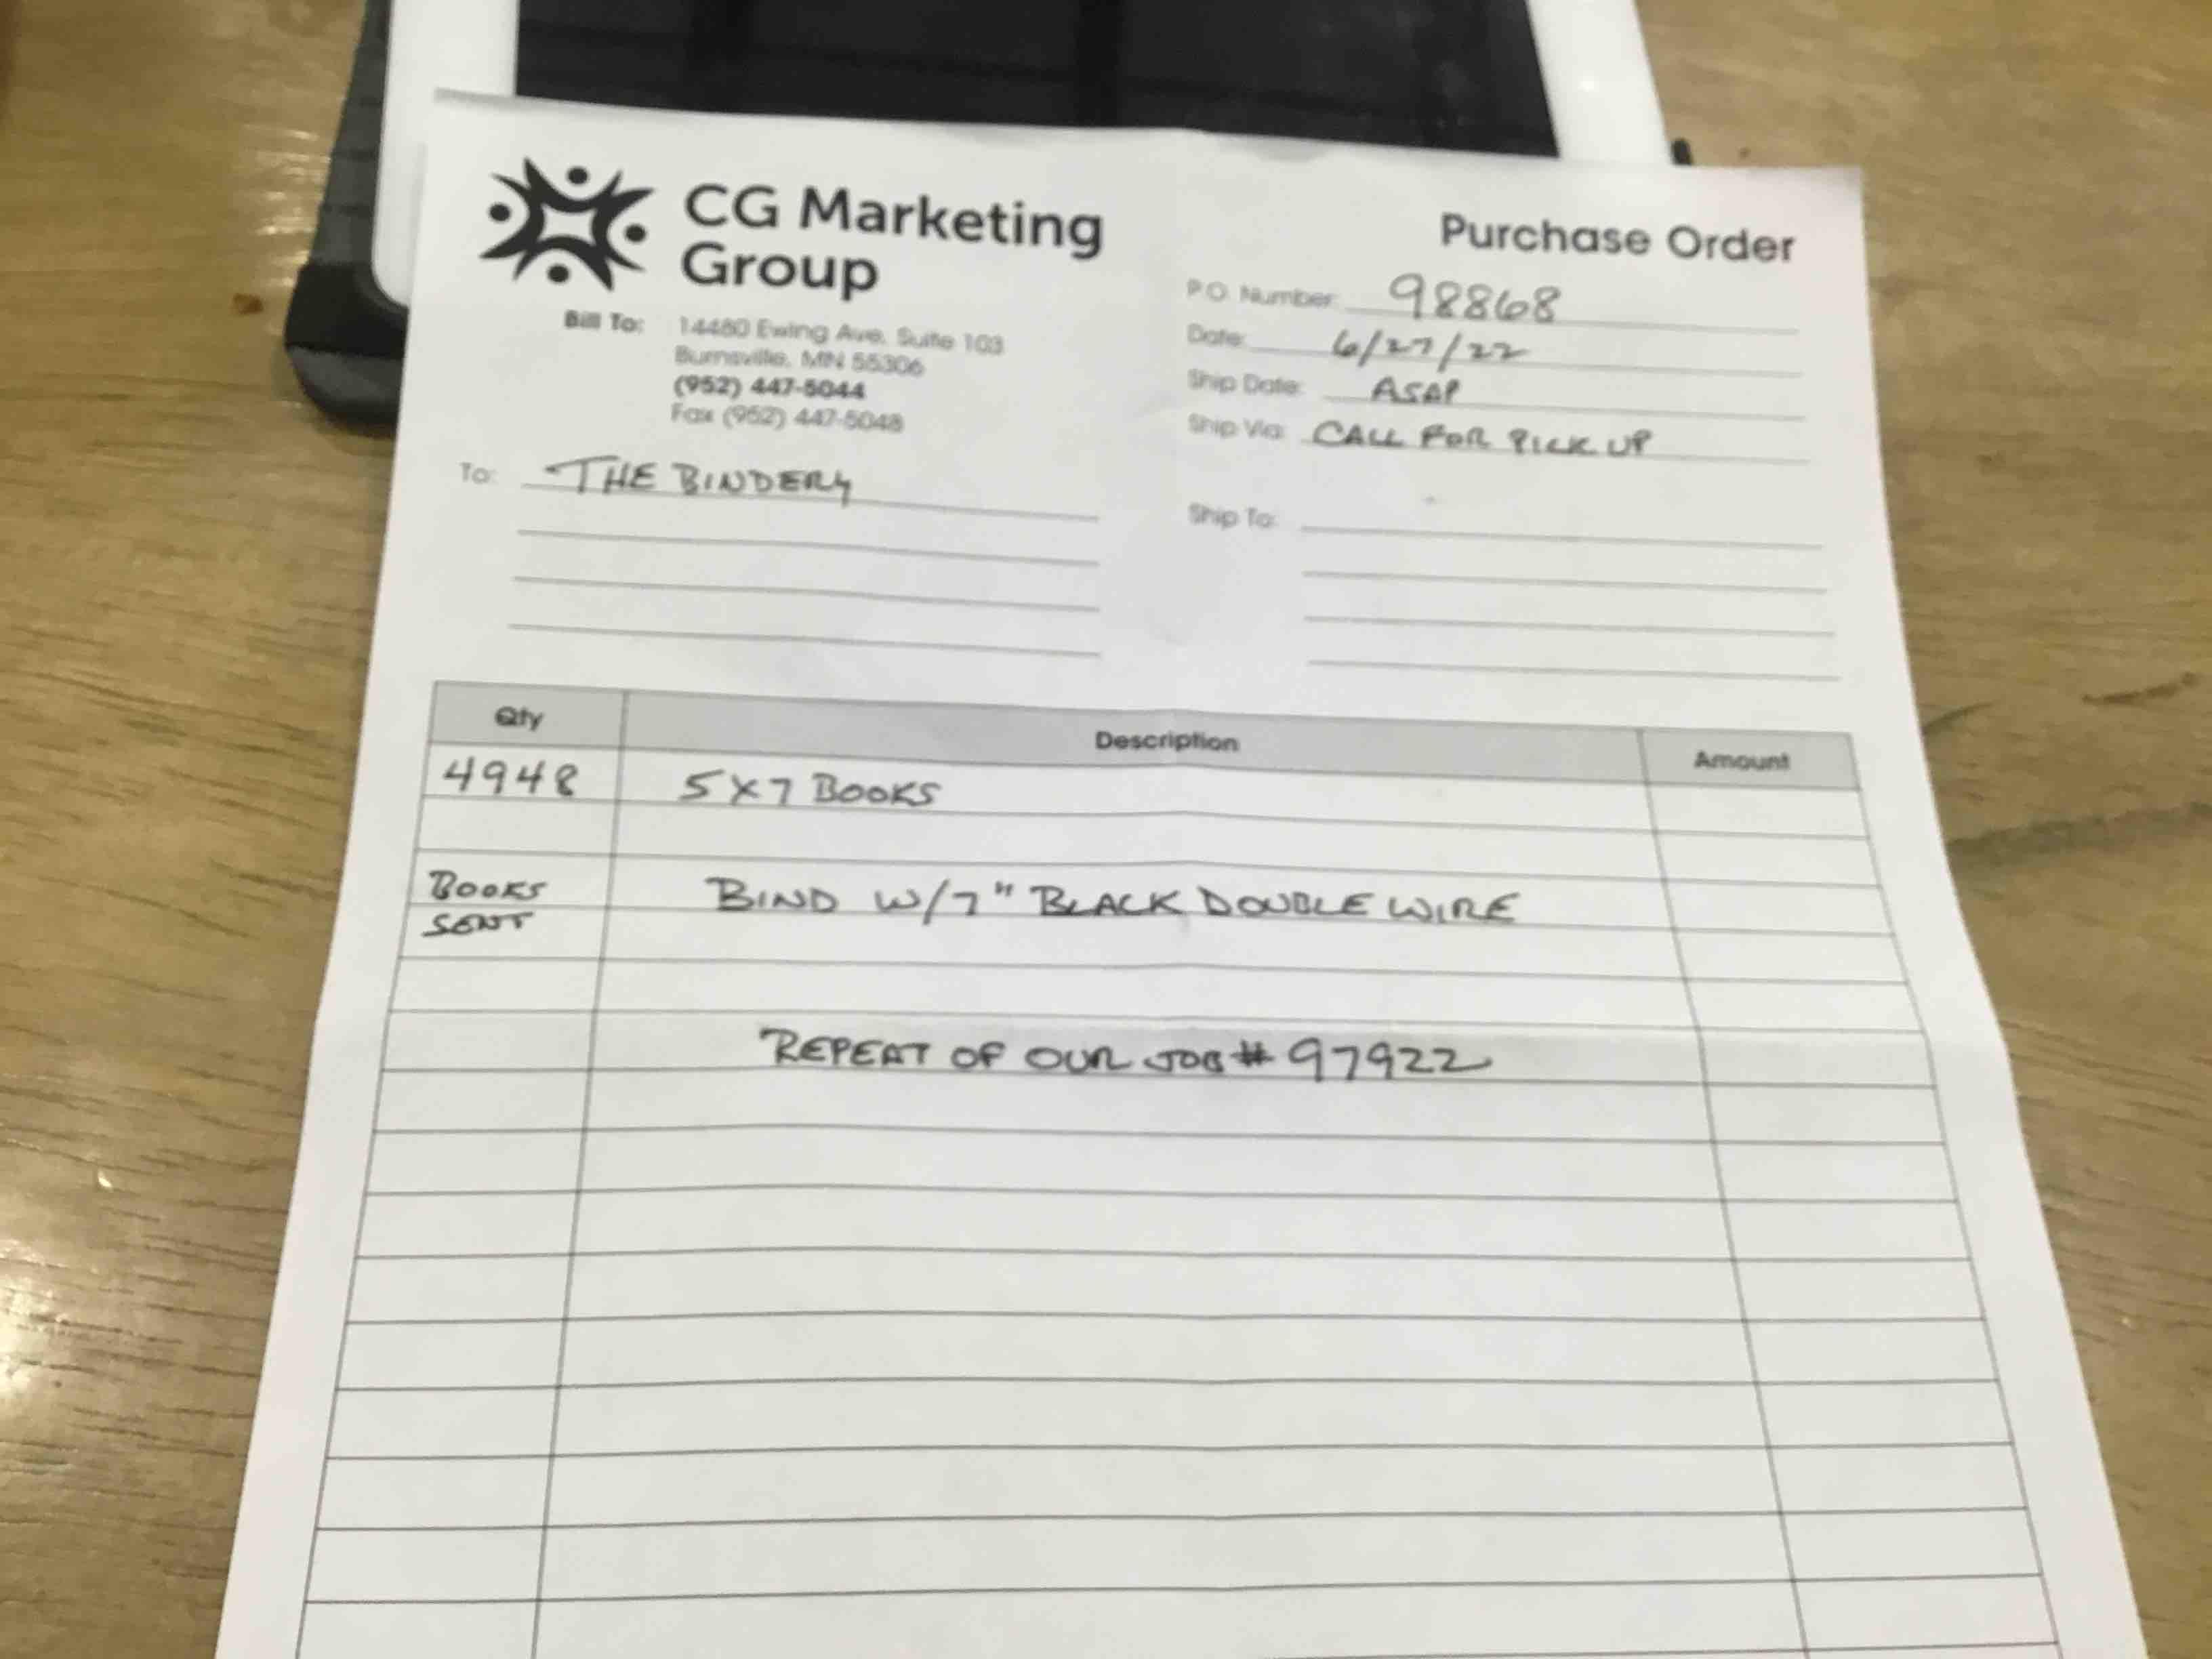 CG Marketing
Group
Purchase Order
Bill To: 14480 Ewing Ave, Suite 103
Burnsville, MN 55306
(952) 447-5044
Fax (952) 447-5048
P.O. Number: 98868
Date: 6/27/22
Ship Date: ASAP
Ship Via: CALL FOR PICK UP
To: THE BINDERY
Ship To:
Qty Description Amount
4948 5X7 BOOKS
BOOKS BIND W/7" BLACK DOUBLE WIRE
SENT
REPEAT OF OUR JOB# 97922